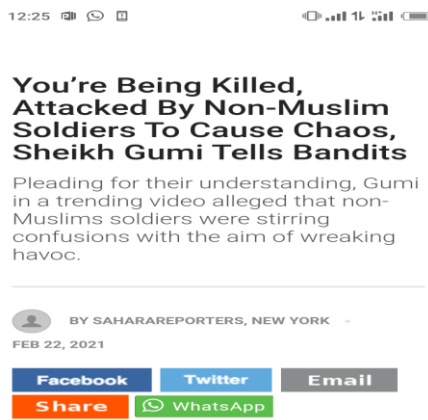 12:25
You're Being Killed,
Attacked By Non-Muslim
Soldiers To Cause Chaos,
Sheikh Gumi Tells Bandits
Pleading for their understanding, Gumi
in a trending video alleged that non-
Muslims soldiers were stirring
confusions with the aim of wreaking
havoc.
BY SAHARAREPORTERS, NEW YORK
FEB 22, 2021
Facebook Twitter Email
Share WhatsApp